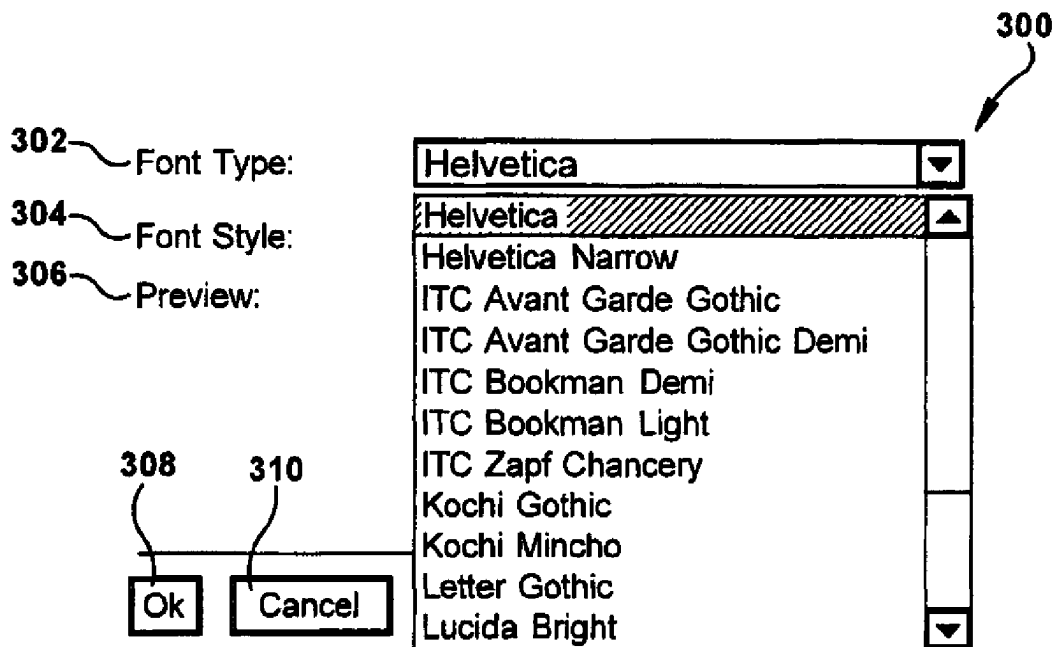 300
302 Font Type: Helvetica
304 Font Style: Helvetica
Helvetica Narrow
306 Preview: ITC Avant Garde Gothic
ITC Avant Garde Gothic Demi
ITC Bookman Demi
ITC Bookman Light
308 310 ITC Zapf Chancery
Kochi Gothic
Kochi Mincho
Ok Cancel Letter Gothic
Lucida Bright